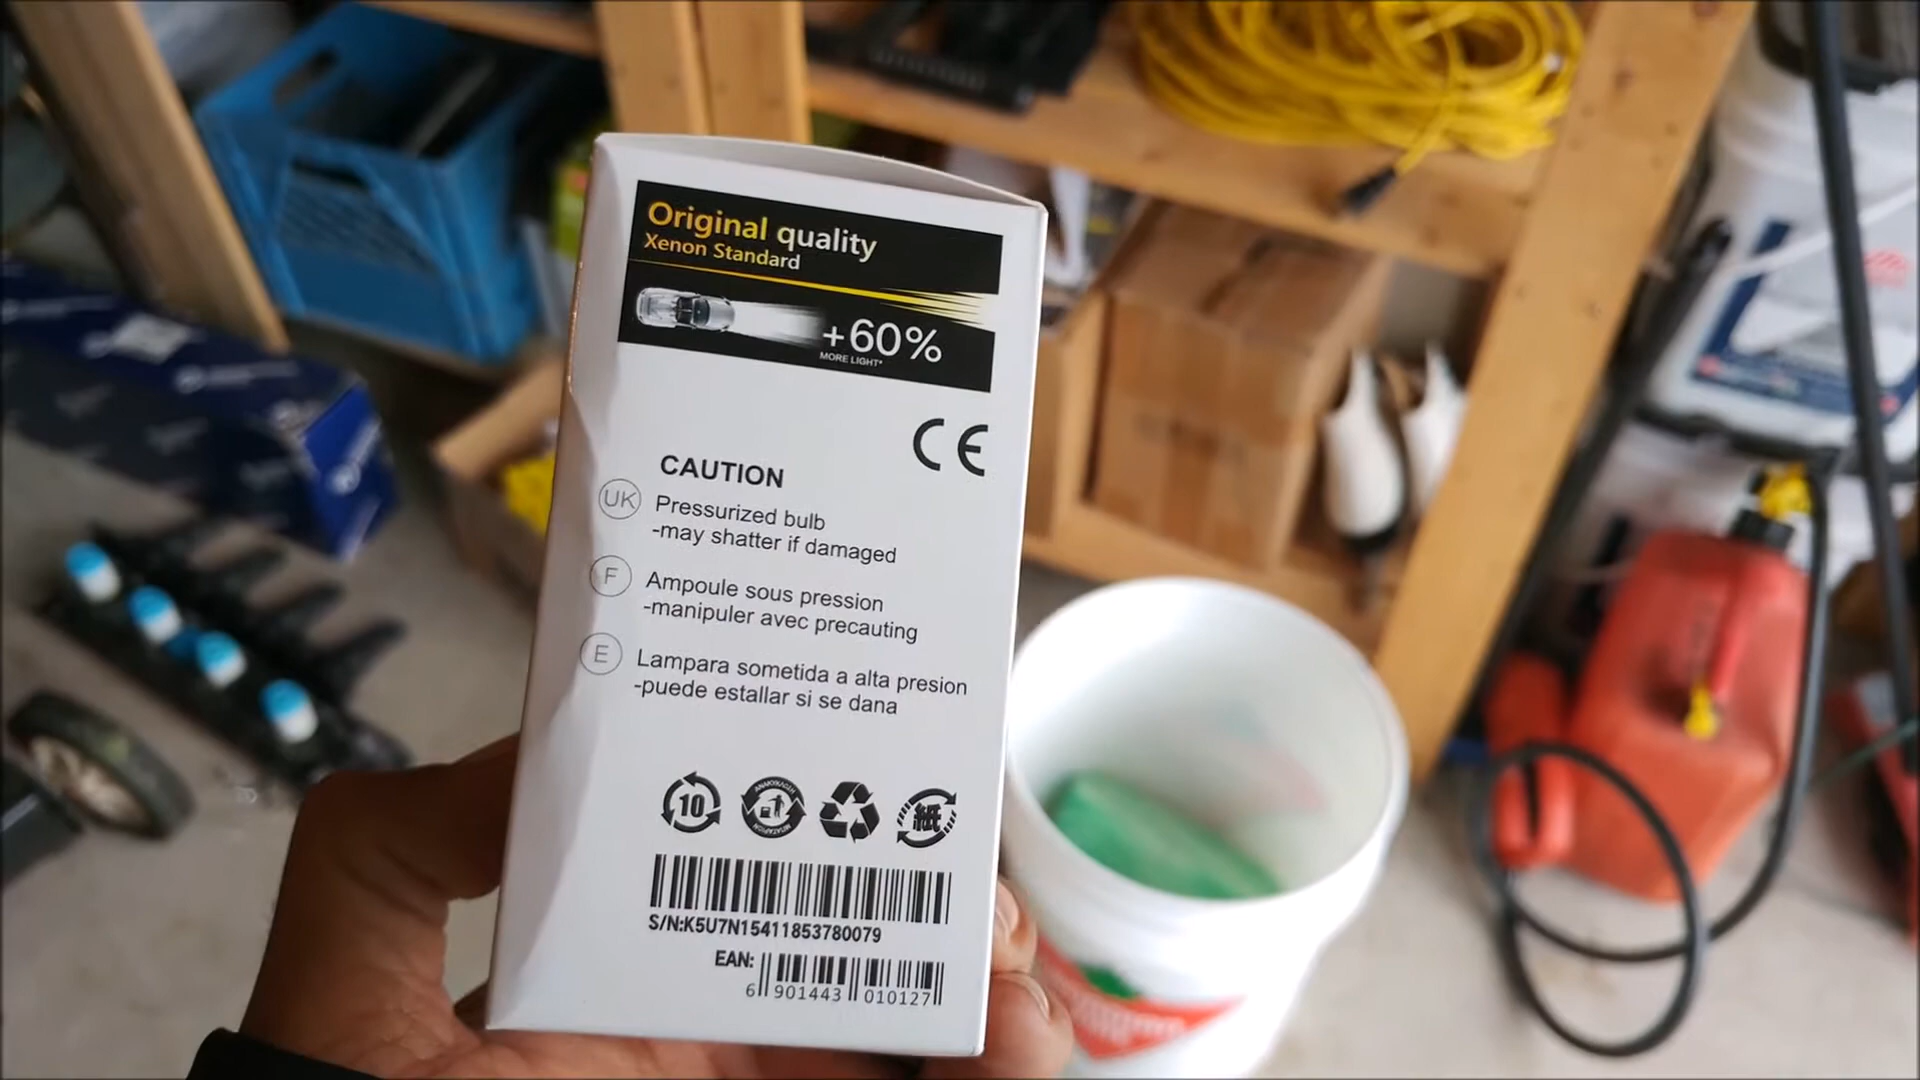 Original quality
Xenon Standard
+60%
MORE LIGHT*
CE
CAUTION
UK
Pressurized bulb
-may shatter if damaged
F
Ampoule sous pression
-manipuler avec precauting
E
Lampara sometida a alta presion
-puede estallar si se dana
10
紙
S/N:K5U7N15411853780079
EAN:
6 901443 010127